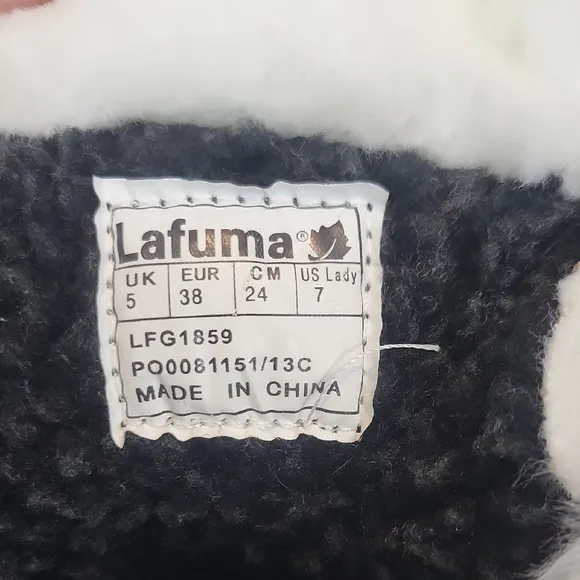 Lafuma®
UK EUR CM US Lady
5 38 24 7
LFG1859
PO0081151/13C
MADE IN CHINA